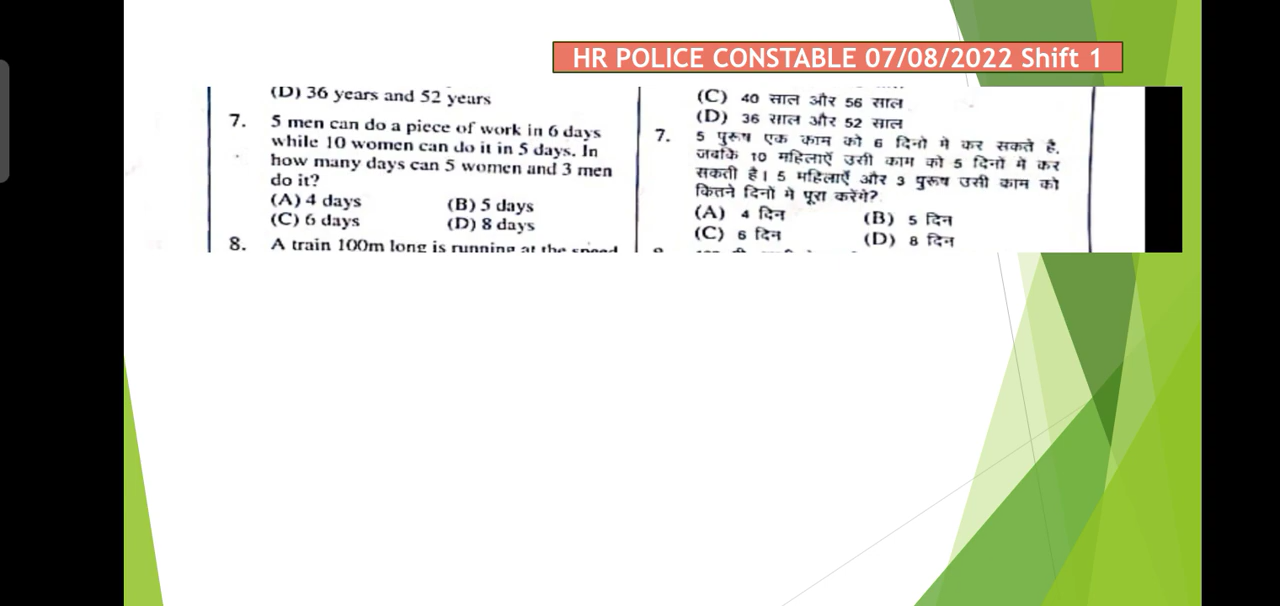 HR POLICE CONSTABLE 07/08/2022 Shift 1
(D) 36 years and 52 years
7. 5 men can do a piece of work in 6 days
while 10 women can do it in 5 days. In
how many days can 5 women and 3 men
do it?
(A) 4 days (B) 5 days
(C) 6 days (D) 8 days
8. A train 100m long is running at the speed
(C) 40 साल और 56 साल
(D) 36 साल और 52 साल
7. 5 पुरूष एक काम को 6 दिनो मे कर सकते है.
जबकि 10 महिलाएँ उसी काम को 5 दिनों में कर
सकती है। 5 महिलाएँ और 3 पुरूष उसी काम को
कितने दिनों मे पूरा करेंगे?
(A) 4 दिन (B) 5 दिन
(C) 6 दिन (D) 8 दिन